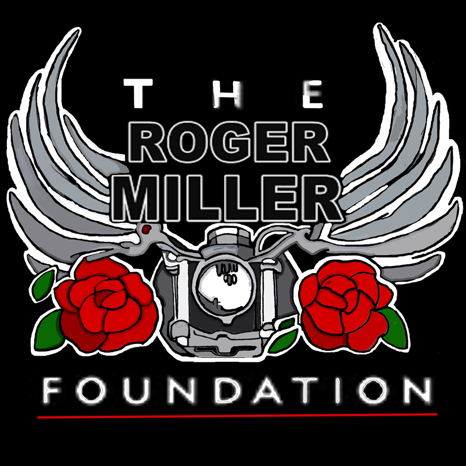 THE
ROGER
MILLER
FOUNDATION